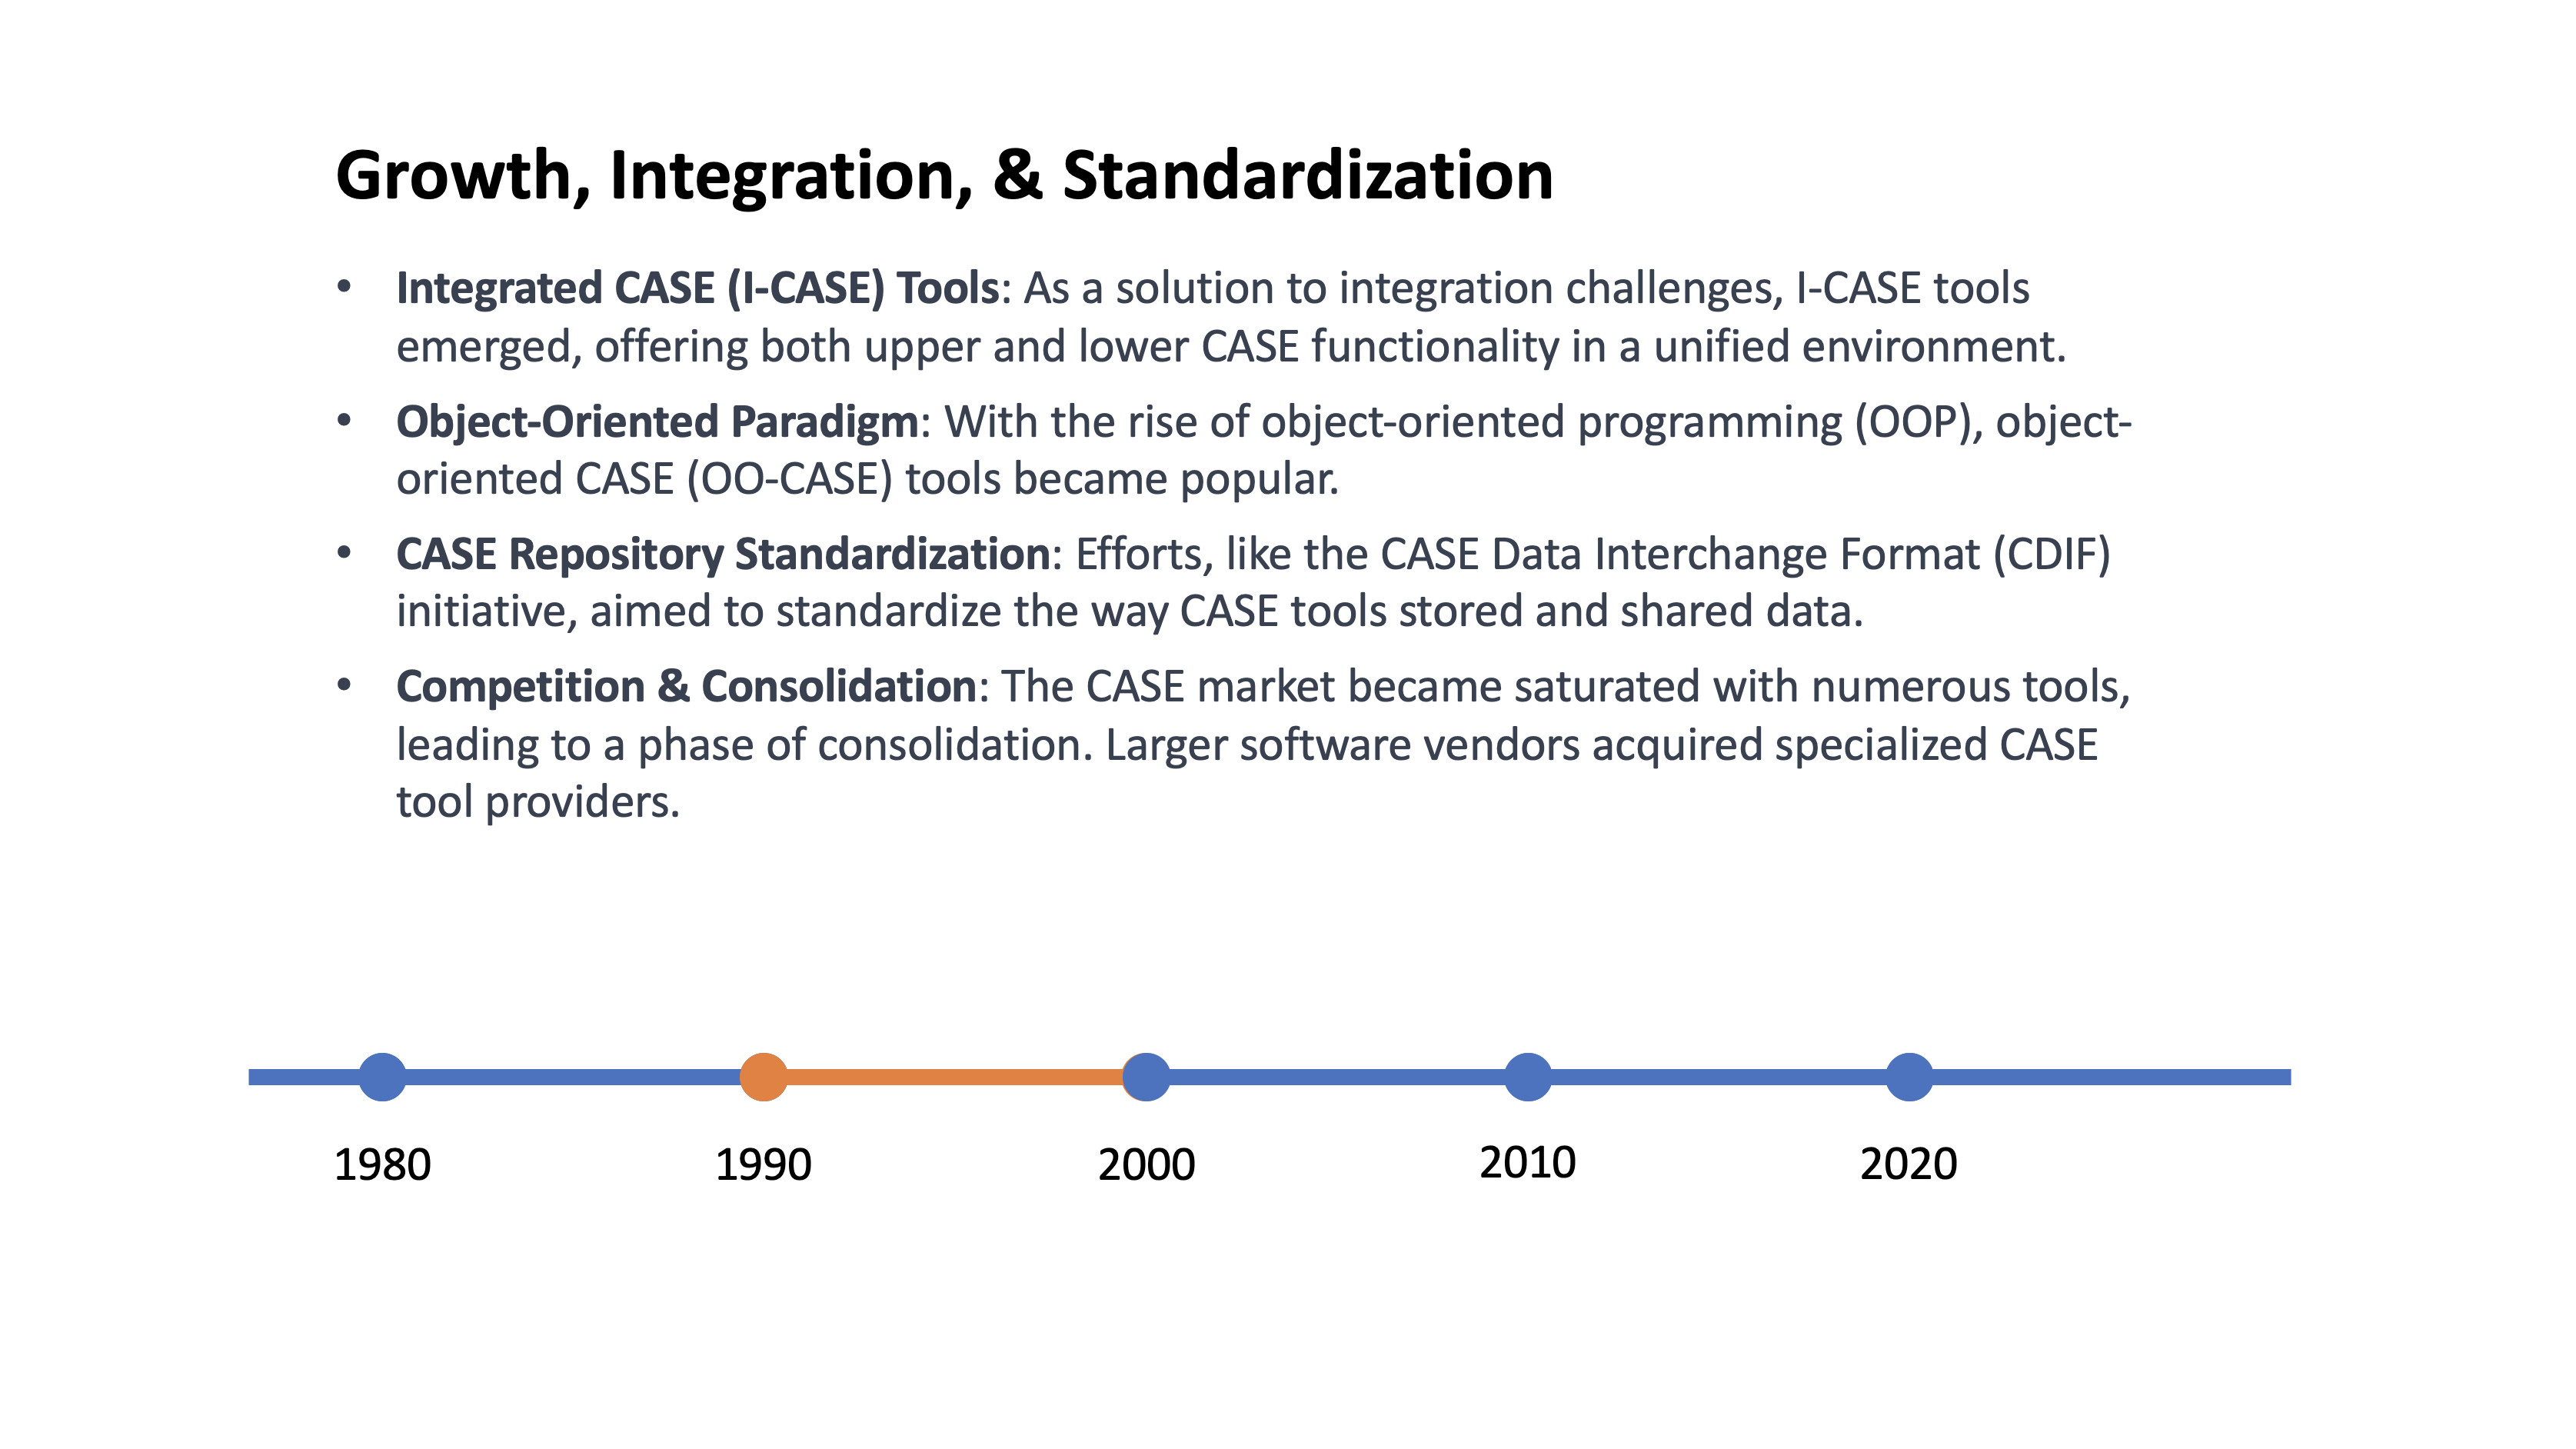 Growth, Integration, & Standardization
• Integrated CASE (I-CASE) Tools: As a solution to integration challenges, I-CASE tools
emerged, offering both upper and lower CASE functionality in a unified environment.
• Object-Oriented Paradigm: With the rise of object-oriented programming (OOP), object-
oriented CASE (OO-CASE) tools became popular.
• CASE Repository Standardization: Efforts, like the CASE Data Interchange Format (CDIF)
initiative, aimed to standardize the way CASE tools stored and shared data.
• Competition & Consolidation: The CASE market became saturated with numerous tools,
leading to a phase of consolidation. Larger software vendors acquired specialized CASE
tool providers.
1980 1990 2000 2010 2020